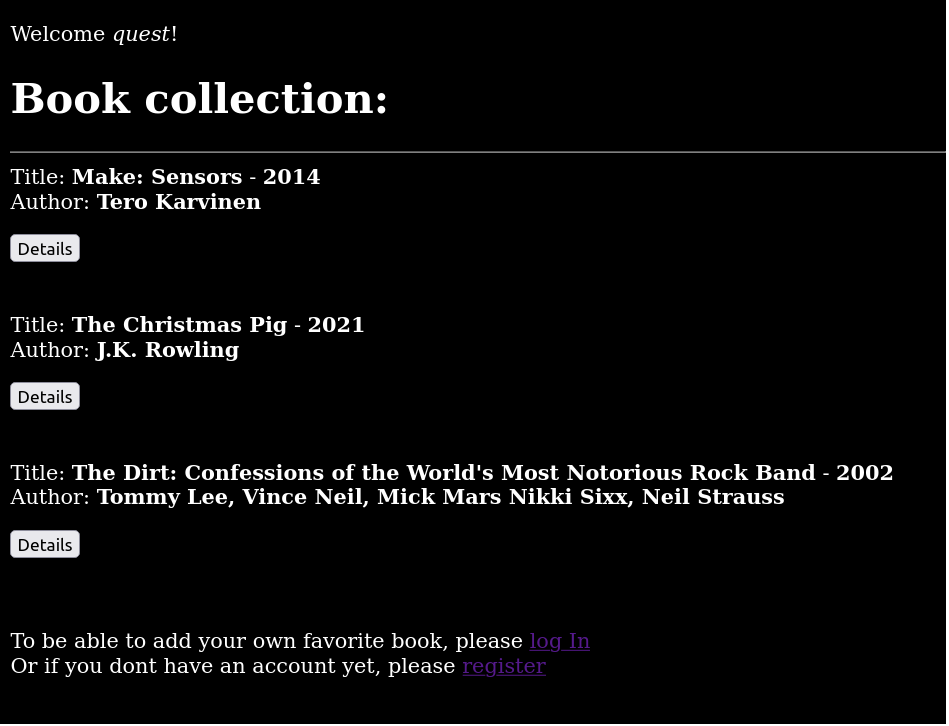 Welcome quest!
Book collection:
Title: Make: Sensors - 2014
Author: Tero Karvinen
Details
Title: The Christmas Pig - 2021
Author: J.K. Rowling
Details
Title: The Dirt: Confessions of the World's Most Notorious Rock Band - 2002
Author: Tommy Lee, Vince Neil, Mick Mars Nikki Sixx, Neil Strauss
Details
To be able to add your own favorite book, please log In
Or if you dont have an account yet, please register